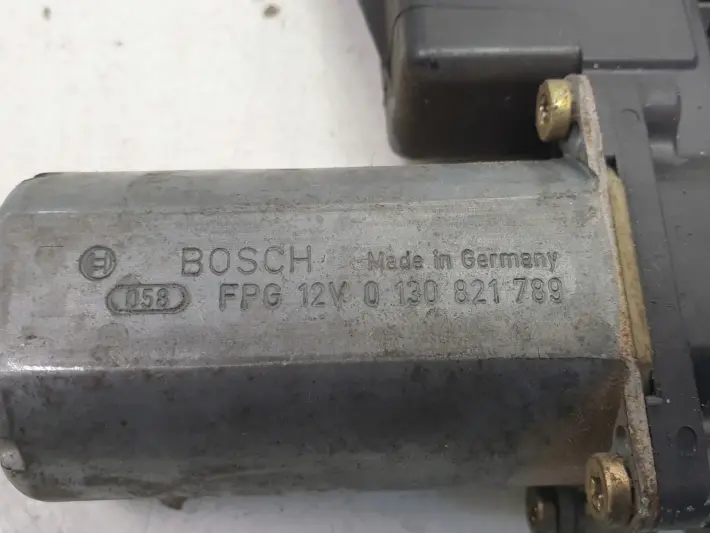 BOSCH Made in Germany
058 FPG 12V 0 130 821 789